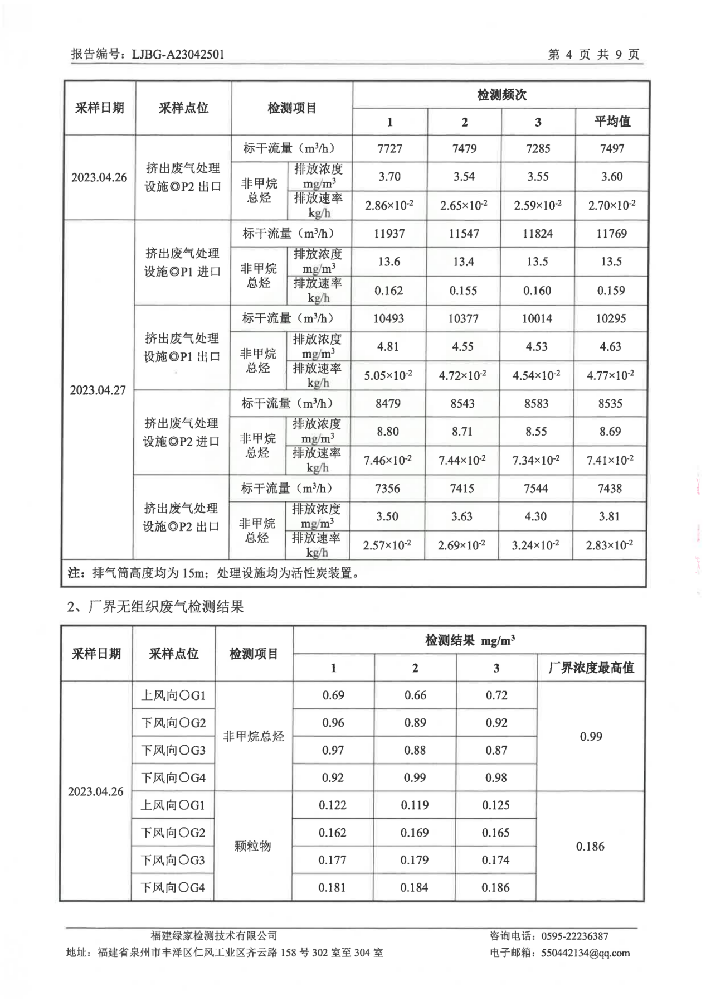 报告编号：LJBG-A23042501 第 4 页 共 9 页
采样日期 采样点位 检测项目 检测频次
1 2 3 平均值
2023.04.26 挤出废气处理设施◎P2 出口 标干流量（m³/h） 7727 7479 7285 7497
非甲烷总烃 排放浓度 mg/m³ 3.70 3.54 3.55 3.60
排放速率 kg/h 2.86×10⁻² 2.65×10⁻² 2.59×10⁻² 2.70×10⁻²
2023.04.27 挤出废气处理设施◎P1 进口 标干流量（m³/h） 11937 11547 11824 11769
非甲烷总烃 排放浓度 mg/m³ 13.6 13.4 13.5 13.5
排放速率 kg/h 0.162 0.155 0.160 0.159
挤出废气处理设施◎P1 出口 标干流量（m³/h） 10493 10377 10014 10295
非甲烷总烃 排放浓度 mg/m³ 4.81 4.55 4.53 4.63
排放速率 kg/h 5.05×10⁻² 4.72×10⁻² 4.54×10⁻² 4.77×10⁻²
挤出废气处理设施◎P2 进口 标干流量（m³/h） 8479 8543 8583 8535
非甲烷总烃 排放浓度 mg/m³ 8.80 8.71 8.55 8.69
排放速率 kg/h 7.46×10⁻² 7.44×10⁻² 7.34×10⁻² 7.41×10⁻²
挤出废气处理设施◎P2 出口 标干流量（m³/h） 7356 7415 7544 7438
非甲烷总烃 排放浓度 mg/m³ 3.50 3.63 4.30 3.81
排放速率 kg/h 2.57×10⁻² 2.69×10⁻² 3.24×10⁻² 2.83×10⁻²
注：排气筒高度均为 15m；处理设施均为活性炭装置。
2、厂界无组织废气检测结果
采样日期 采样点位 检测项目 检测结果 mg/m³
1 2 3 厂界浓度最高值
2023.04.26 上风向○G1 非甲烷总烃 0.69 0.66 0.72 0.99
下风向○G2 0.96 0.89 0.92
下风向○G3 0.97 0.88 0.87
下风向○G4 0.92 0.99 0.98
上风向○G1 颗粒物 0.122 0.119 0.125 0.186
下风向○G2 0.162 0.169 0.165
下风向○G3 0.177 0.179 0.174
下风向○G4 0.181 0.184 0.186
福建绿家检测技术有限公司 咨询电话：0595-22236387
地址：福建省泉州市丰泽区仁风工业区齐云路 158 号 302 室至 304 室 电子邮箱：550442134@qq.com